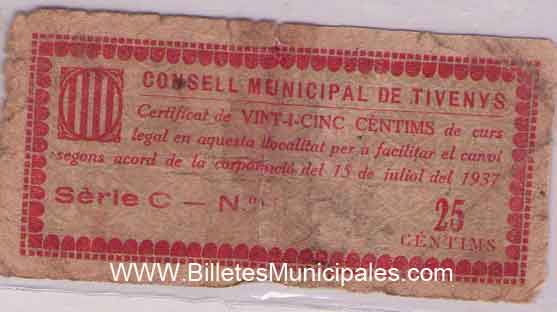 CONSELL MUNICIPAL DE TIVENYS
Certificat de VINT-I-CINC CÈNTIMS de curs
legal en aquesta llocalitat per a facilitar el canvi
segons acord de la corporació del 15 de juliol del 1937
Sèrie C — N.º
25
CÈNTIMS
WWW.BilletesMunicipales.com